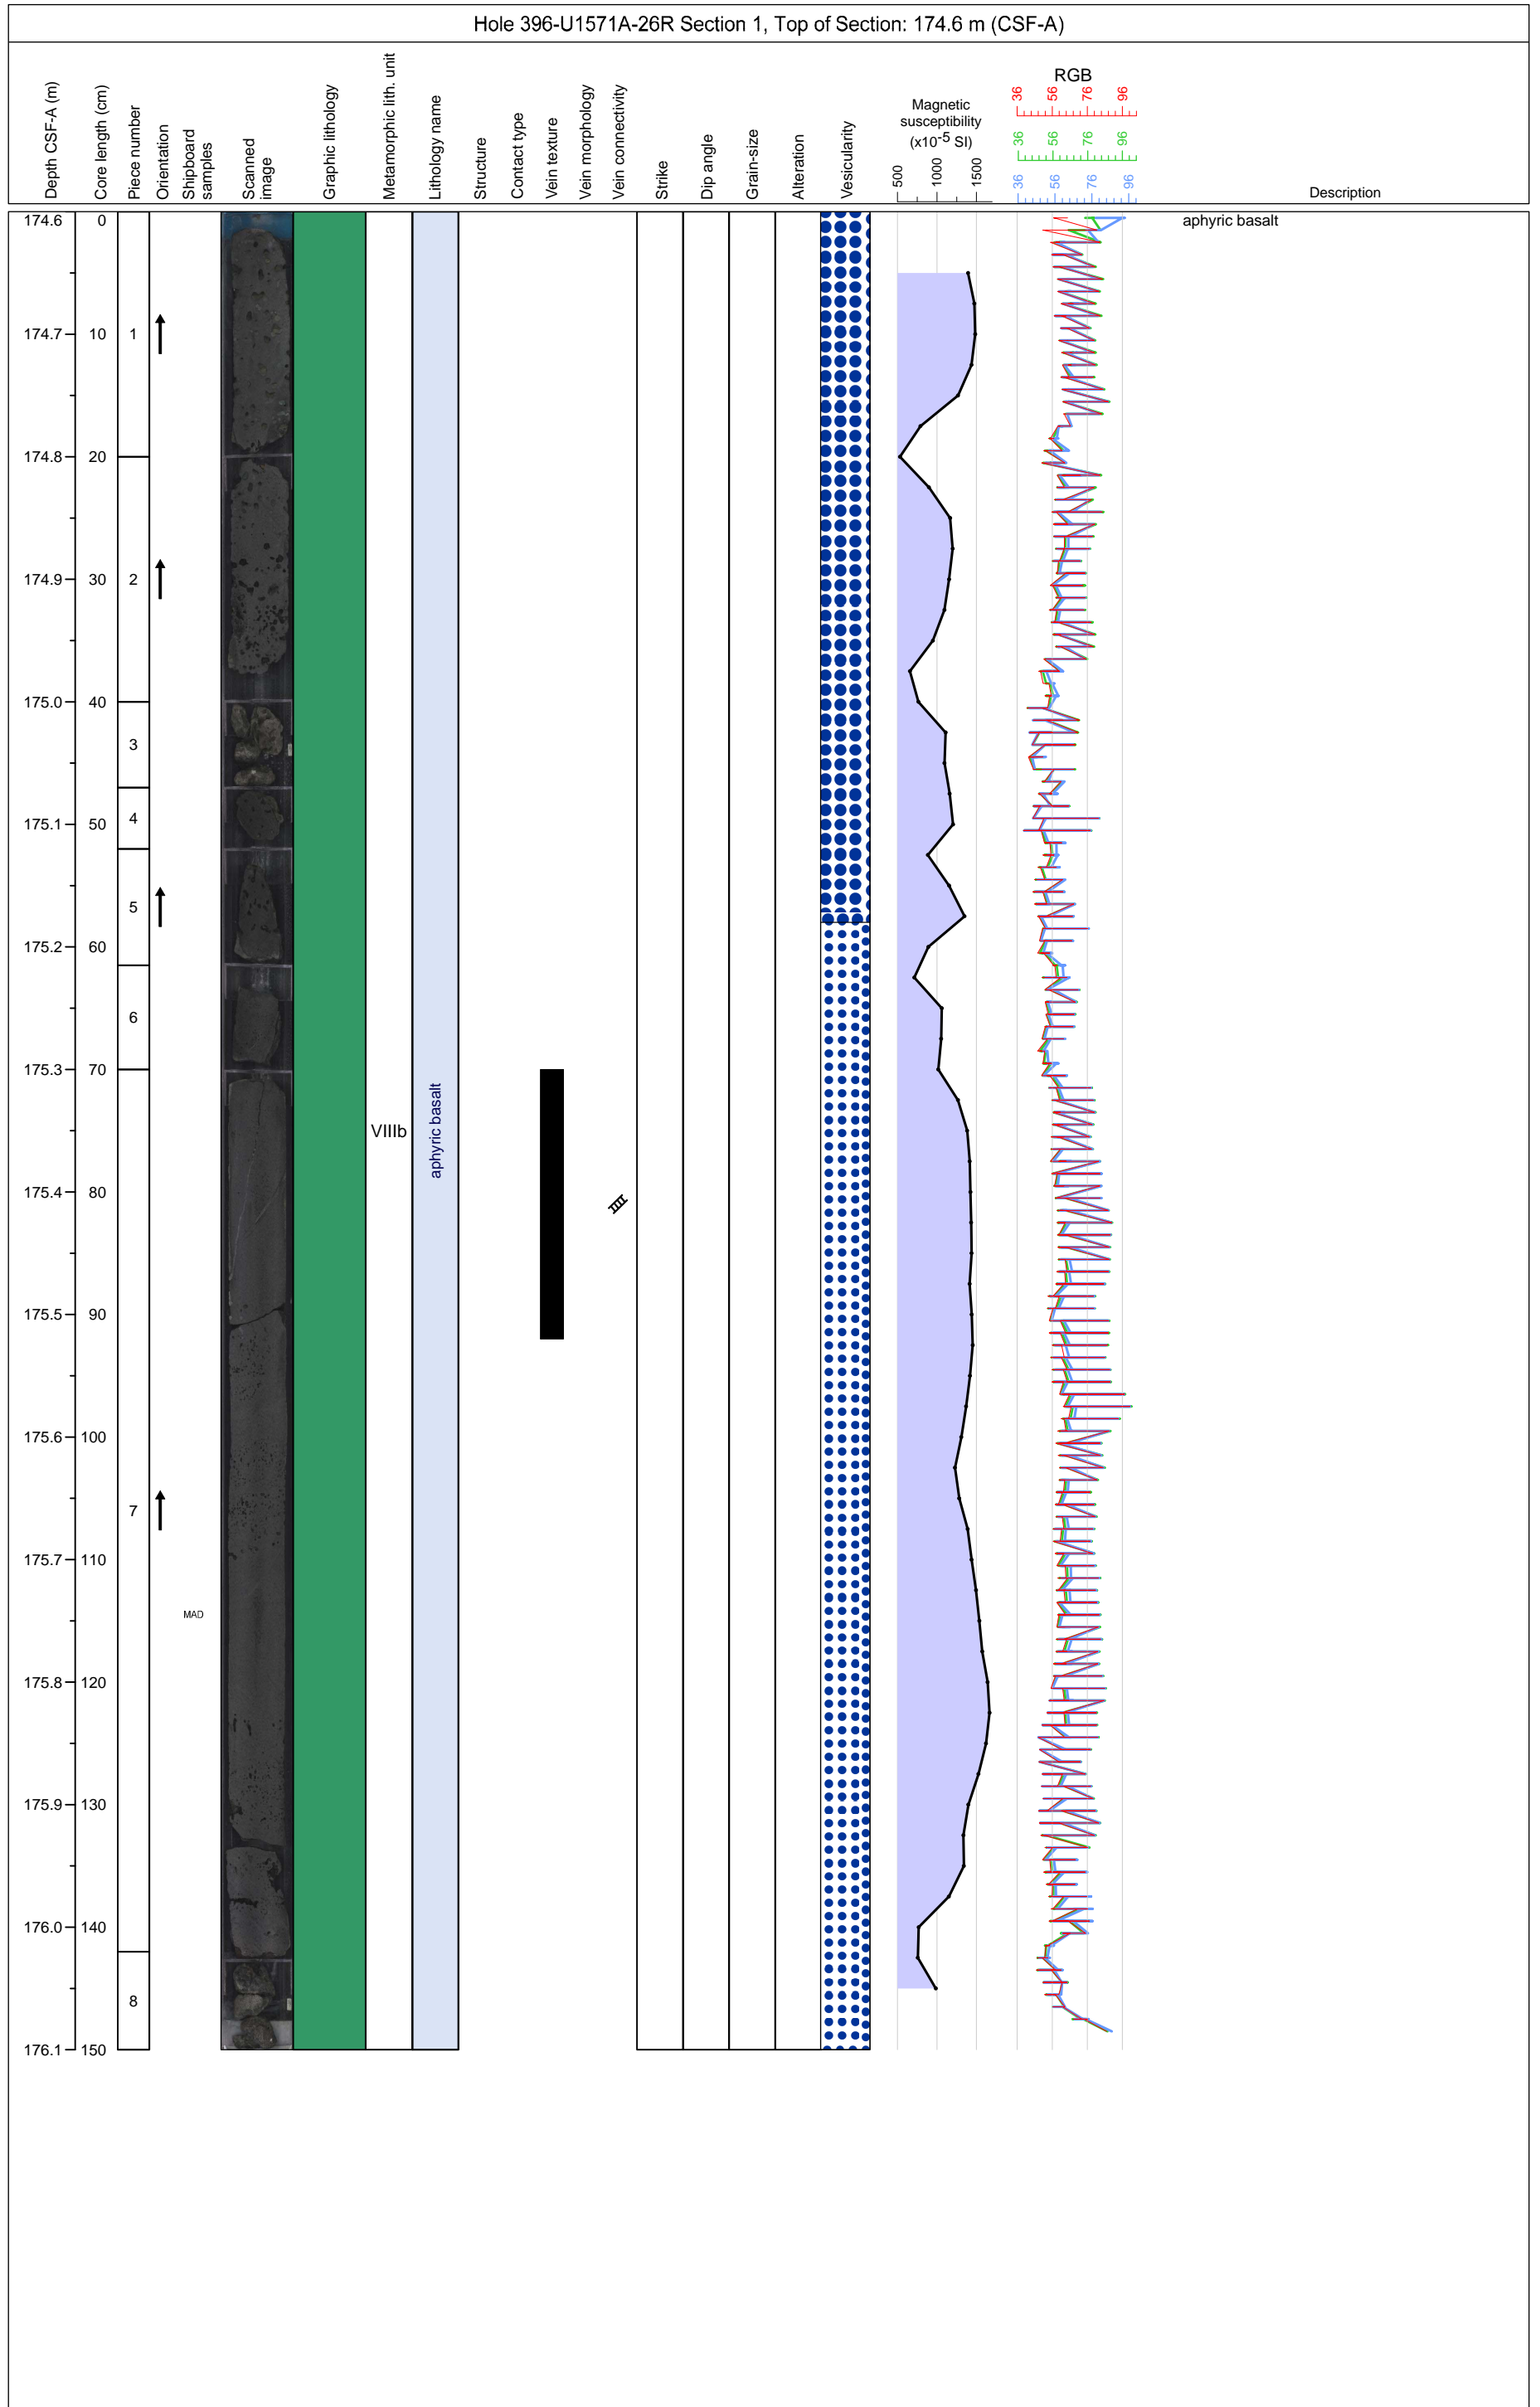 Hole 396-U1571A-26R Section 1, Top of Section: 174.6 m (CSF-A)
Depth CSF-A (m)
Core length (cm)
Piece number
Orientation
Shipboard
samples
Scanned
image
Graphic lithology
Metamorphic lith. unit
Lithology name
Structure
Contact type
Vein texture
Vein morphology
Vein connectivity
Strike
Dip angle
Grain-size
Alteration
Vesicularity
Magnetic
susceptibility
(x10-5 SI)
500 1000 1500
RGB
36 56 76 96
36 56 76 96
36 56 76 96
Description
174.6 0 aphyric basalt
174.7 10 1
174.8 20
174.9 30 2
175.0 40
3
4
175.1 50
5
175.2 60
6
175.3 70
VIIIb
aphyric basalt
175.4 80
175.5 90
175.6 100
7
175.7 110
MAD
175.8 120
175.9 130
176.0 140
8
176.1 150